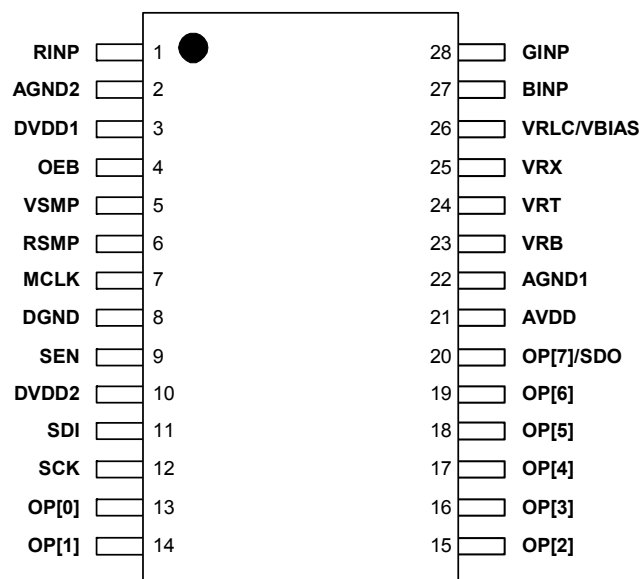 RINP 1 28 GINP
AGND2 2 27 BINP
DVDD1 3 26 VRLC/VBIAS
OEB 4 25 VRX
VSMP 5 24 VRT
RSMP 6 23 VRB
MCLK 7 22 AGND1
DGND 8 21 AVDD
SEN 9 20 OP[7]/SDO
DVDD2 10 19 OP[6]
SDI 11 18 OP[5]
SCK 12 17 OP[4]
OP[0] 13 16 OP[3]
OP[1] 14 15 OP[2]